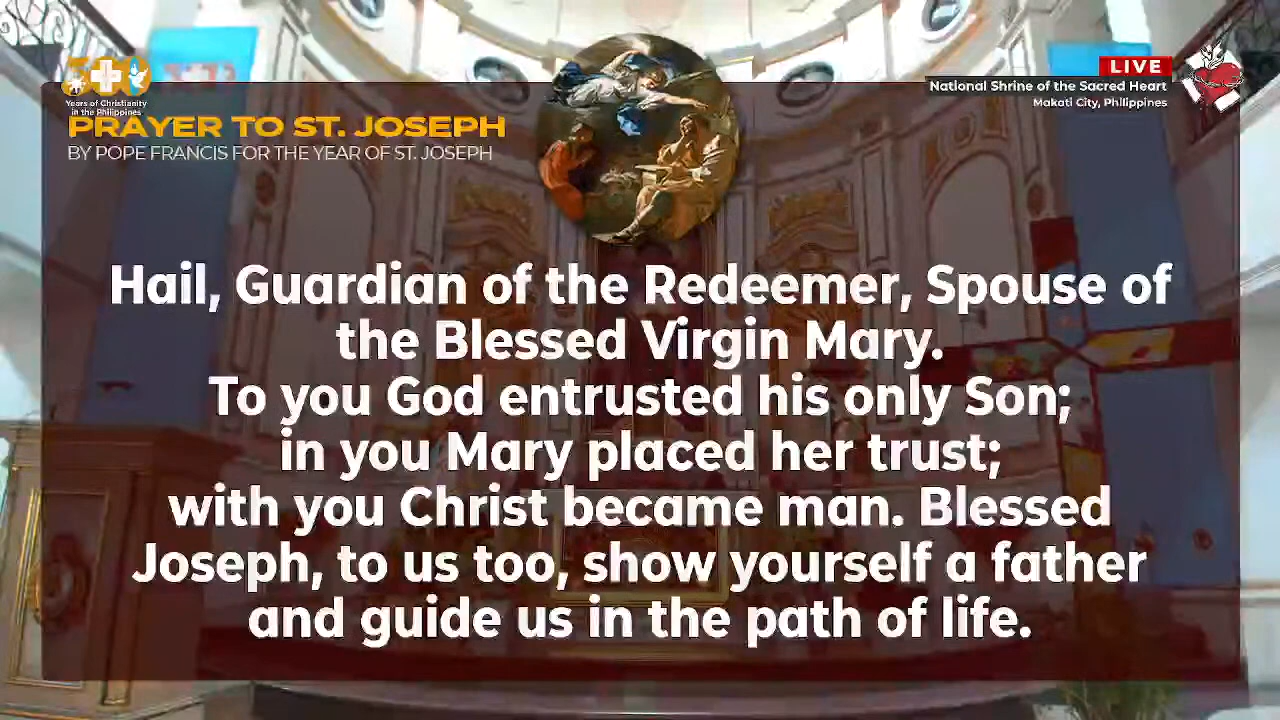 500
Years of Christianity
in the Philippines
PRAYER TO ST. JOSEPH
BY POPE FRANCIS FOR THE YEAR OF ST. JOSEPH
LIVE
National Shrine of the Sacred Heart
Makati City, Philippines
Hail, Guardian of the Redeemer, Spouse of
the Blessed Virgin Mary.
To you God entrusted his only Son;
in you Mary placed her trust;
with you Christ became man. Blessed
Joseph, to us too, show yourself a father
and guide us in the path of life.